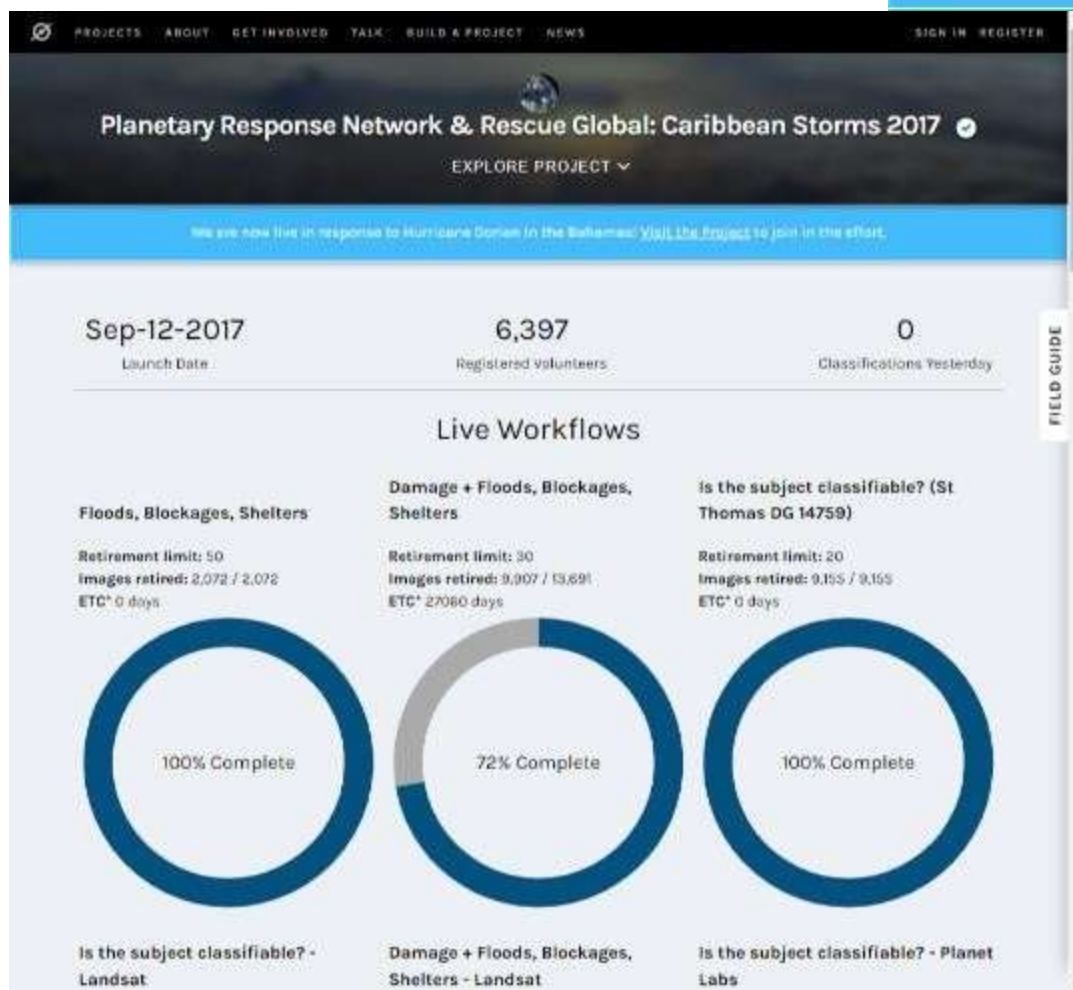 PROJECTS ABOUT GET INVOLVED TALK BUILD A PROJECT NEWS SIGN IN REGISTER
Planetary Response Network & Rescue Global: Caribbean Storms 2017
EXPLORE PROJECT
We are now live in response to Hurricane Dorian in the Bahamas! Visit the Project to join in the effort.
Sep-12-2017 6,397 0
Launch Date Registered Volunteers Classifications Yesterday
FIELD GUIDE
Live Workflows
Floods, Blockages, Shelters
Retirement limit: 50
Images retired: 2,072 / 2,072
ETC* 0 days
100% Complete
Damage + Floods, Blockages,
Shelters
Retirement limit: 30
Images retired: 9,907 / 13,691
ETC* 27060 days
72% Complete
Is the subject classifiable? (St
Thomas DG 14759)
Retirement limit: 20
Images retired: 9,155 / 9,155
ETC* 0 days
100% Complete
Is the subject classifiable? -
Landsat
Damage + Floods, Blockages,
Shelters - Landsat
Is the subject classifiable? - Planet
Labs